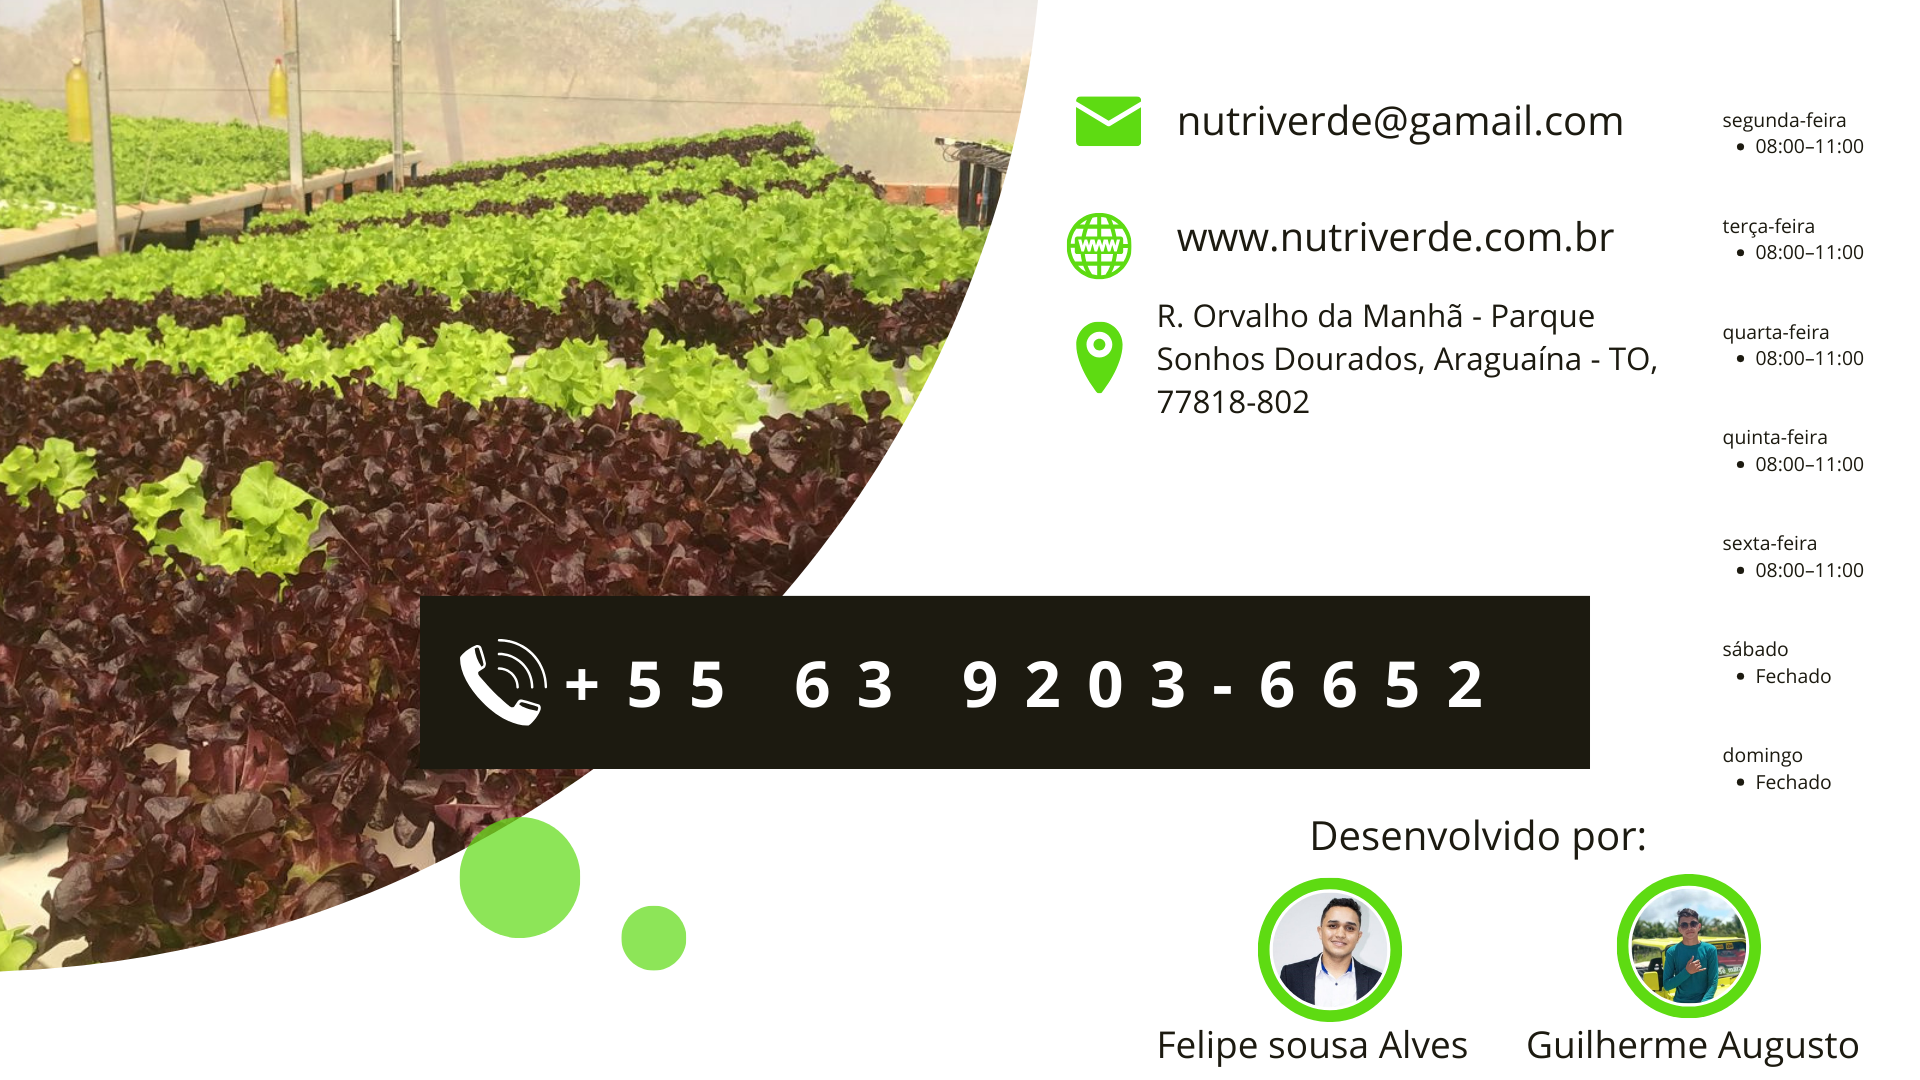 nutriverde@gamail.com
www.nutriverde.com.br
R. Orvalho da Manhã - Parque
Sonhos Dourados, Araguaína - TO,
77818-802
segunda-feira
• 08:00–11:00
terça-feira
• 08:00–11:00
quarta-feira
• 08:00–11:00
quinta-feira
• 08:00–11:00
sexta-feira
• 08:00–11:00
sábado
• Fechado
domingo
• Fechado
+55 63 9203-6652
Desenvolvido por:
Felipe sousa Alves
Guilherme Augusto
www